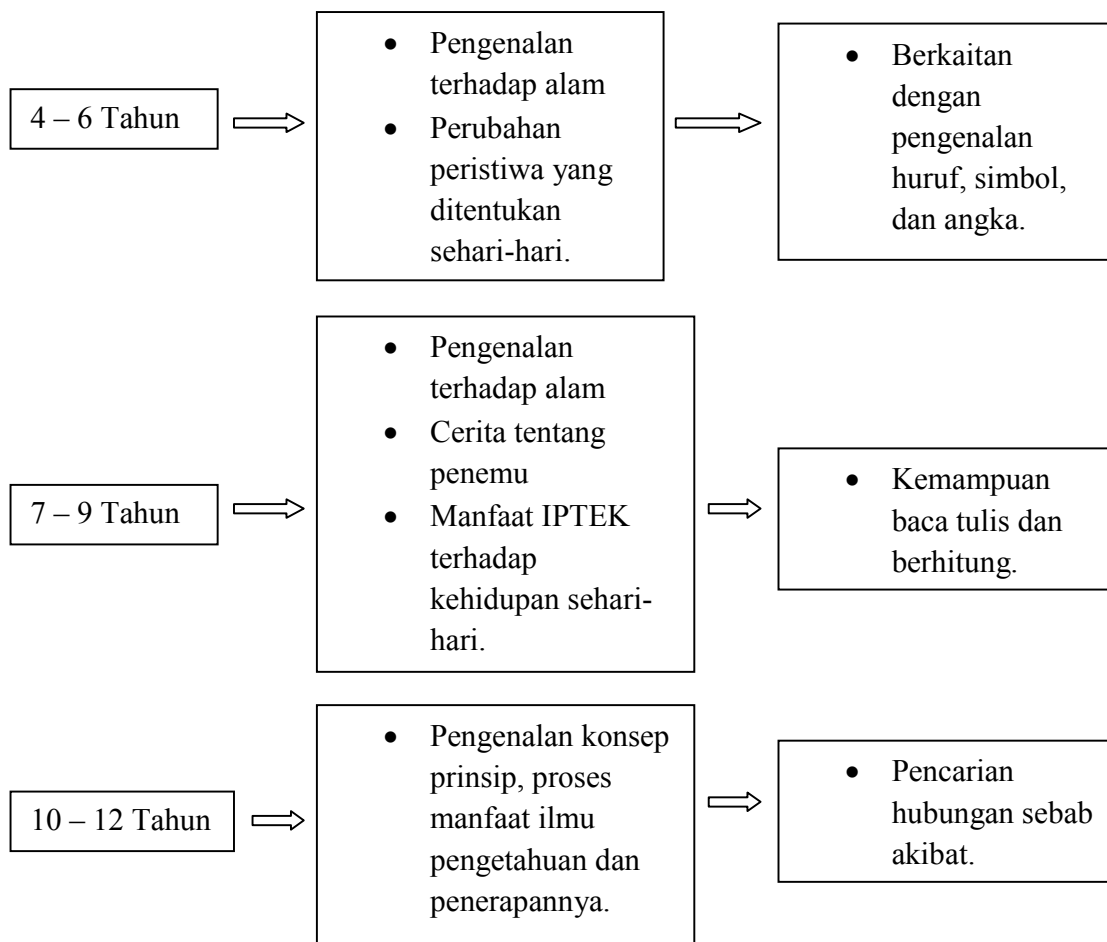 4 – 6 Tahun
• Pengenalan
terhadap alam
• Perubahan
peristiwa yang
ditentukan
sehari-hari.
• Berkaitan
dengan
pengenalan
huruf, simbol,
dan angka.
7 – 9 Tahun
• Pengenalan
terhadap alam
• Cerita tentang
penemu
• Manfaat IPTEK
terhadap
kehidupan sehari-
hari.
• Kemampuan
baca tulis dan
berhitung.
10 – 12 Tahun
• Pengenalan konsep
prinsip, proses
manfaat ilmu
pengetahuan dan
penerapannya.
• Pencarian
hubungan sebab
akibat.